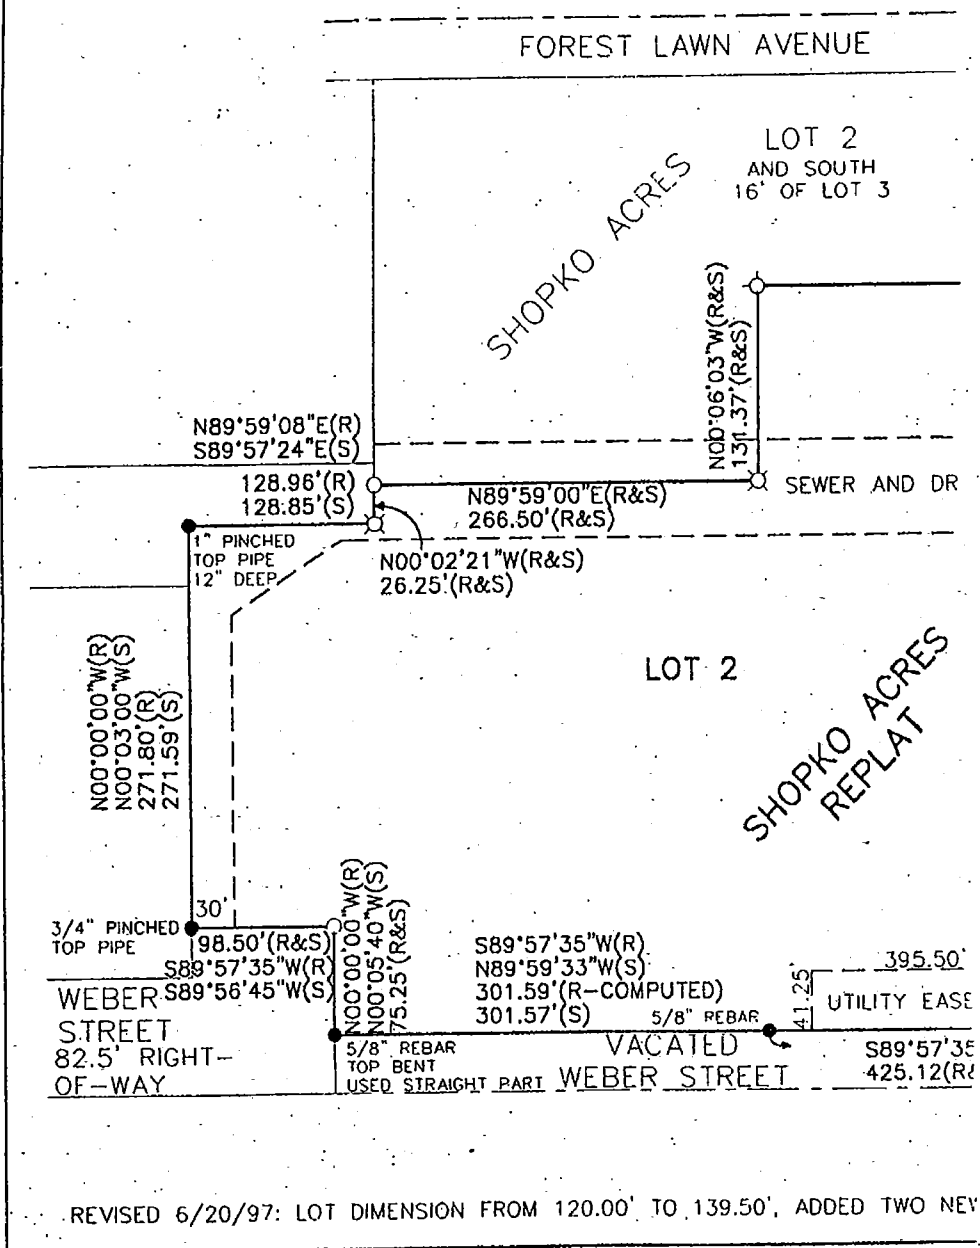 FOREST LAWN AVENUE
LOT 2
AND SOUTH
16' OF LOT 3
SHOPKO ACRES
N00°06'03"W(R&S)
131.37'(R&S)
N89°59'08"E(R)
S89°57'24"E(S)
128.96'(R)
128.85'(S)
N89°59'00"E(R&S)
266.50'(R&S)
SEWER AND DR
1" PINCHED
TOP PIPE
12" DEEP
N00°02'21"W(R&S)
26.25'(R&S)
LOT 2
SHOPKO ACRES
REPLAT
N00°00'00"W(R)
N00°03'00"W(S)
271.80'(R)
271.59'(S)
30'
3/4" PINCHED
TOP PIPE
98.50'(R&S)
S89°57'35"W(R)
S89°56'45"W(S)
N00°00'00"W(R)
N00°05'40"W(S)
75.25'(R&S)
S89°57'35"W(R)
N89°59'33"W(S)
301.59'(R-COMPUTED)
301.57'(S)
5/8" REBAR
41.25'
395.50'
UTILITY EASE
WEBER
STREET
82.5' RIGHT-
OF-WAY
5/8" REBAR
TOP BENT
USED STRAIGHT PART
VACATED
WEBER STREET
S89°57'35
425.12(R&
REVISED 6/20/97: LOT DIMENSION FROM 120.00' TO 139.50', ADDED TWO NEW